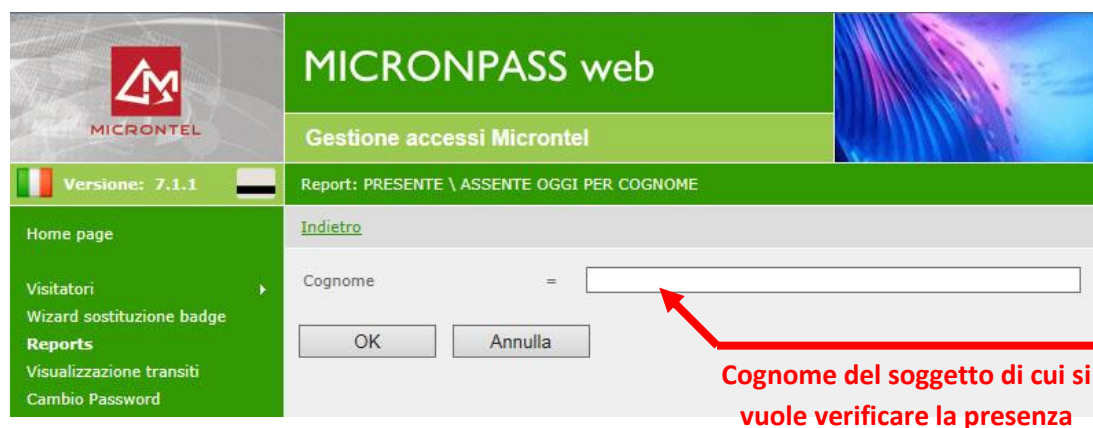 MICRONTEL
MICRONPASS web
Gestione accessi Microntel
Versione: 7.1.1
Report: PRESENTE \ ASSENTE OGGI PER COGNOME
Home page
Visitatori
Wizard sostituzione badge
Reports
Visualizzazione transiti
Cambio Password
Indietro
Cognome =
OK Annulla
Cognome del soggetto di cui si
vuole verificare la presenza